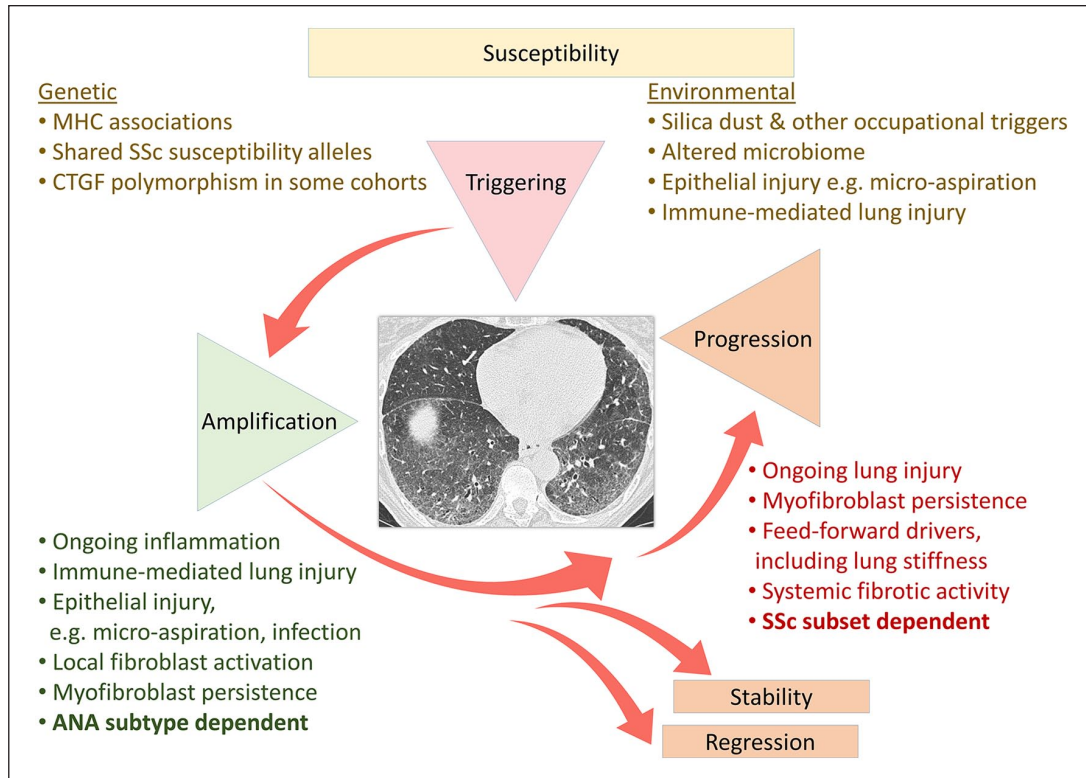 Susceptibility
Genetic
• MHC associations
• Shared SSc susceptibility alleles
• CTGF polymorphism in some cohorts
Environmental
• Silica dust & other occupational triggers
• Altered microbiome
• Epithelial injury e.g. micro-aspiration
• Immune-mediated lung injury
Triggering
Amplification
Progression
• Ongoing inflammation
• Immune-mediated lung injury
• Epithelial injury,
e.g. micro-aspiration, infection
• Local fibroblast activation
• Myofibroblast persistence
• ANA subtype dependent
• Ongoing lung injury
• Myofibroblast persistence
• Feed-forward drivers,
including lung stiffness
• Systemic fibrotic activity
• SSc subset dependent
Stability
Regression